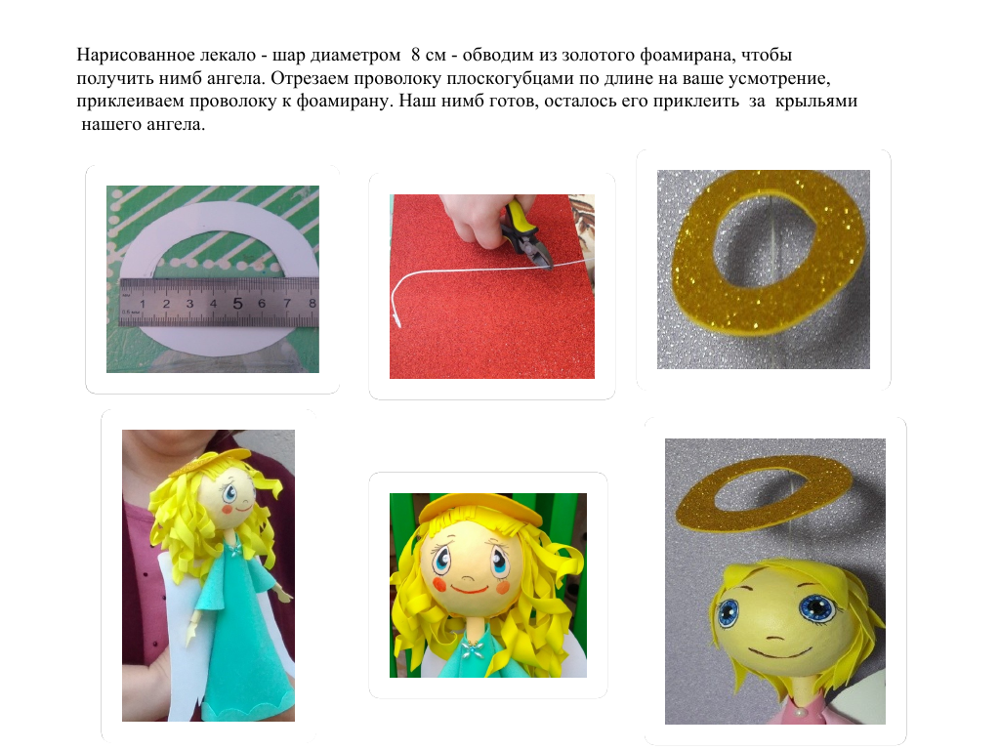 Нарисованное лекало - шар диаметром  8 см - обводим из золотого фоамирана, чтобы
получить нимб ангела. Отрезаем проволоку плоскогубцами по длине на ваше усмотрение,
приклеиваем проволоку к фоамирану. Наш нимб готов, осталось его приклеить  за  крыльями
нашего ангела.
1 2 3 4 5 6 7 8